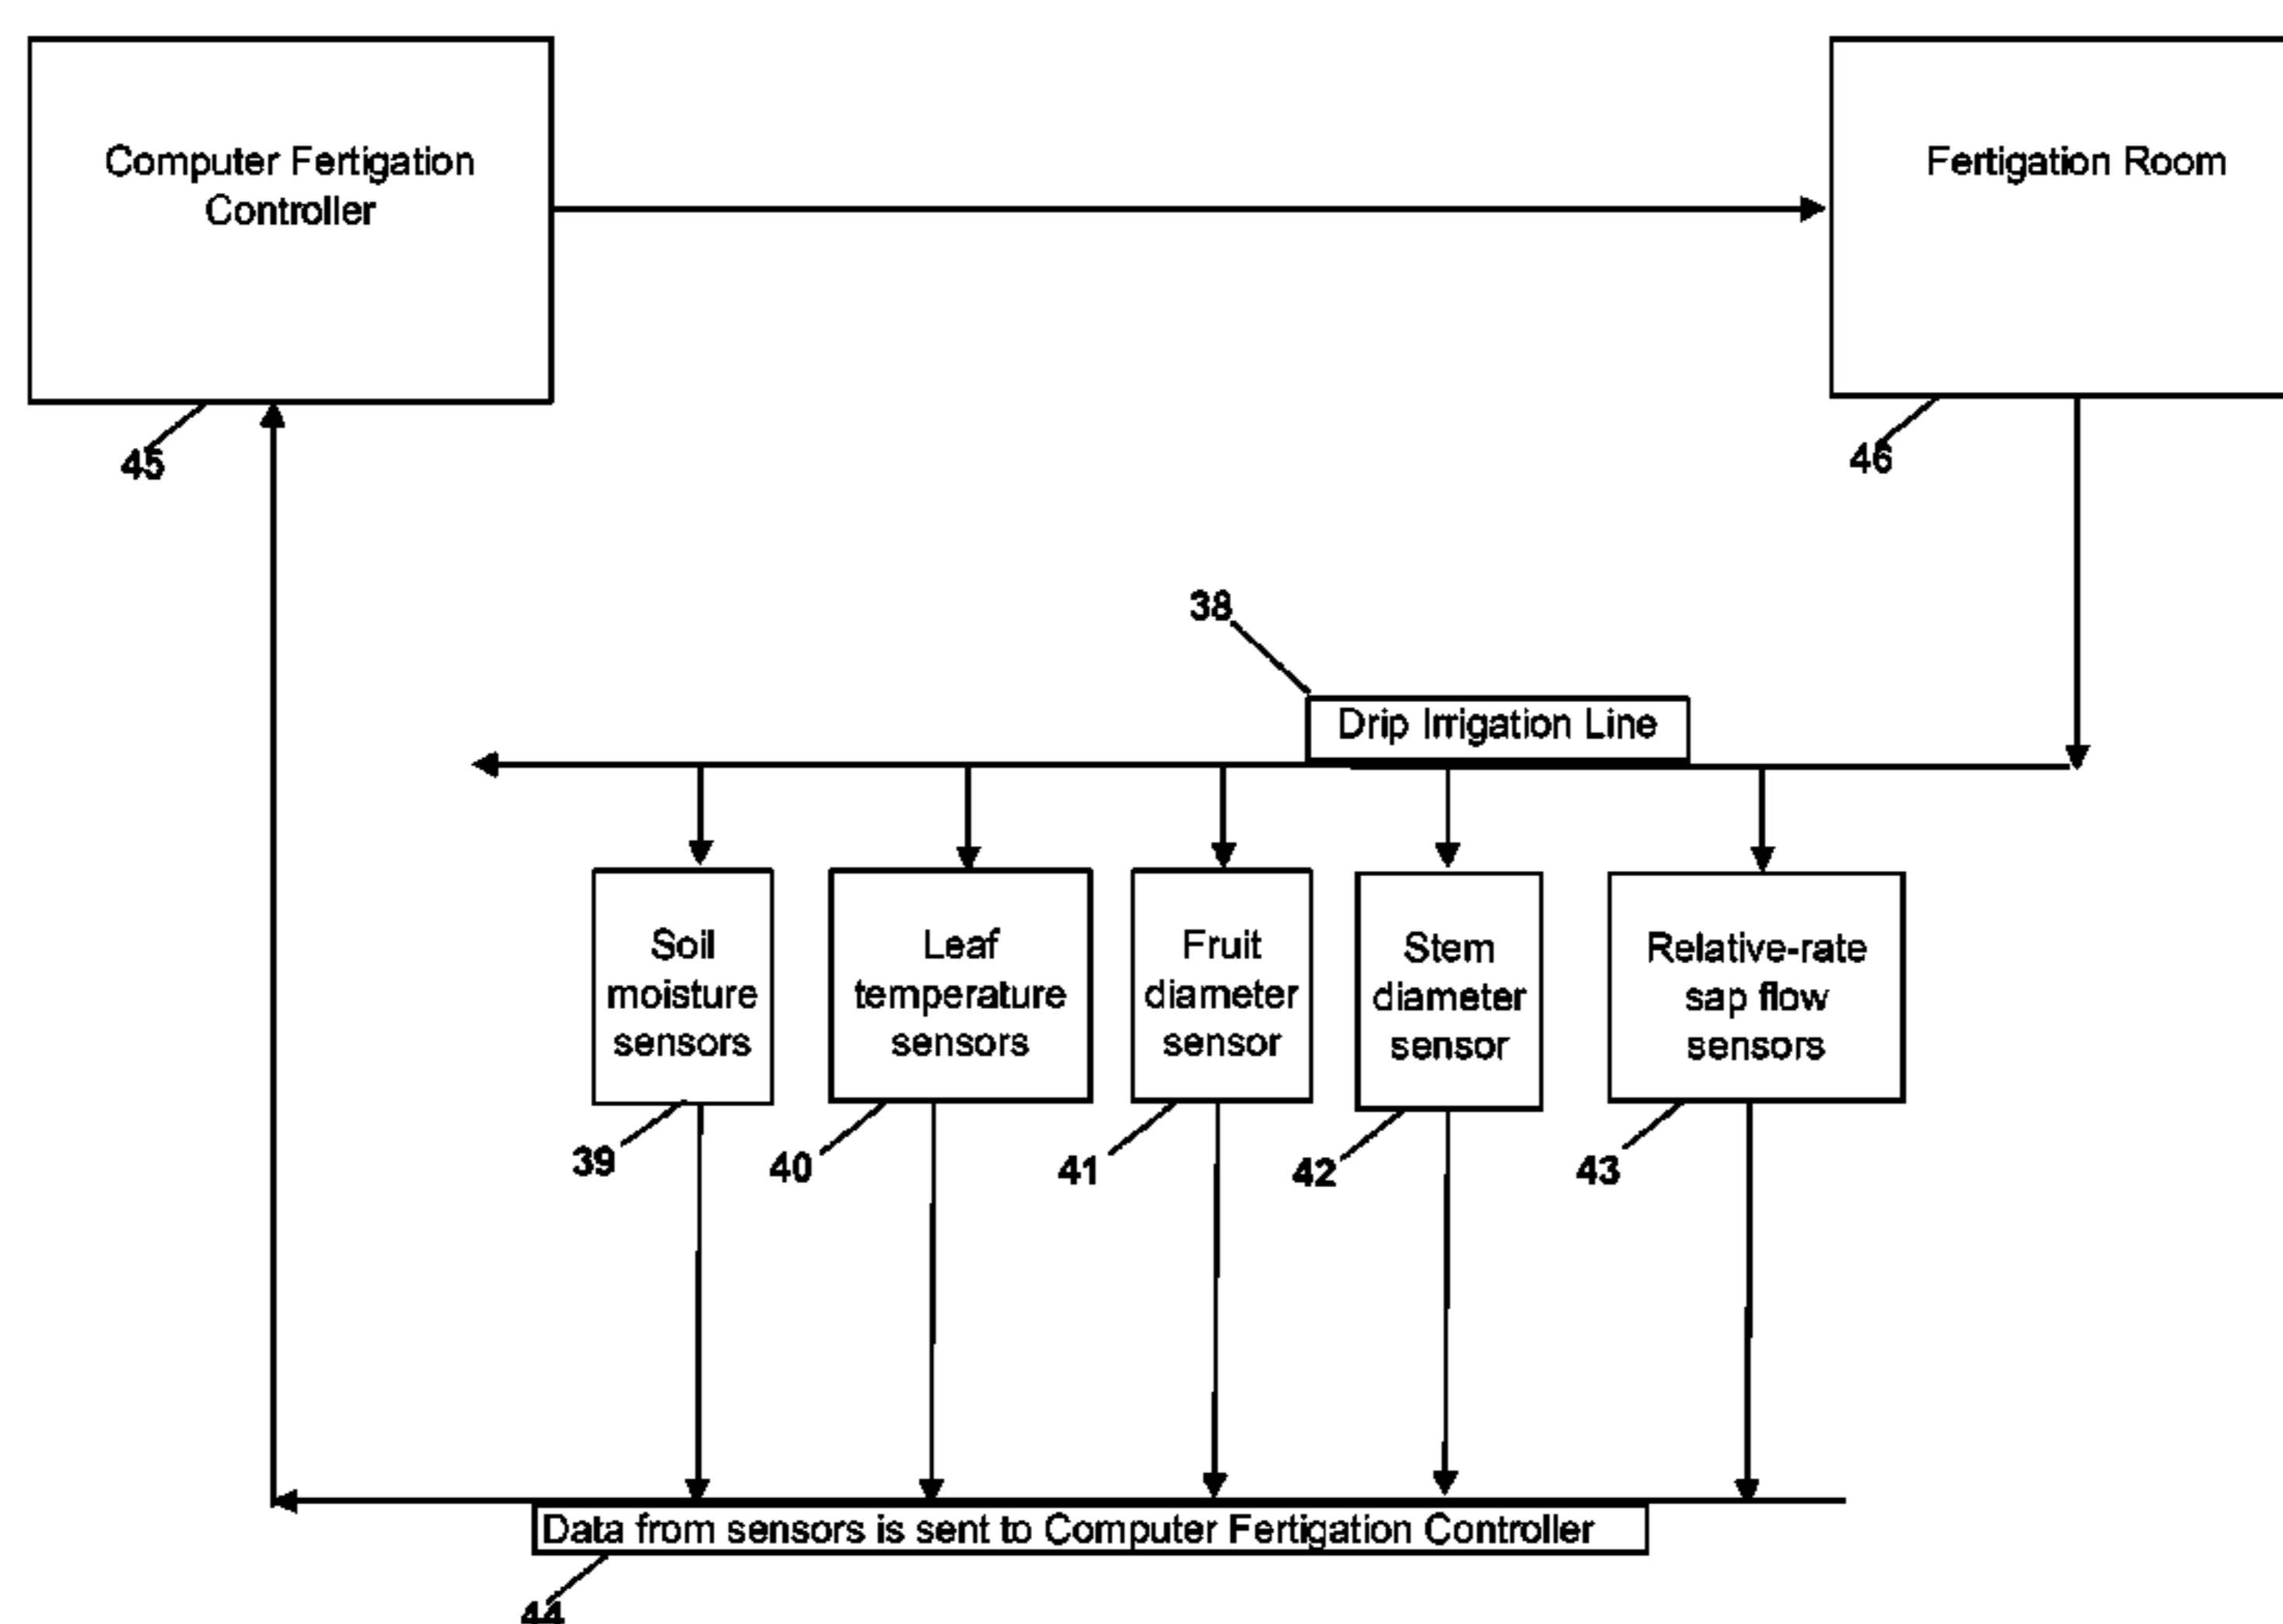 Computer Fertigation
Controller
Fertigation Room
45
46
38
Drip Irrigation Line
Soil
moisture
sensors
Leaf
temperature
sensors
Fruit
diameter
sensor
Stem
diameter
sensor
Relative-rate
sap flow
sensors
39
40
41
42
43
Data from sensors is sent to Computer Fertigation Controller
44